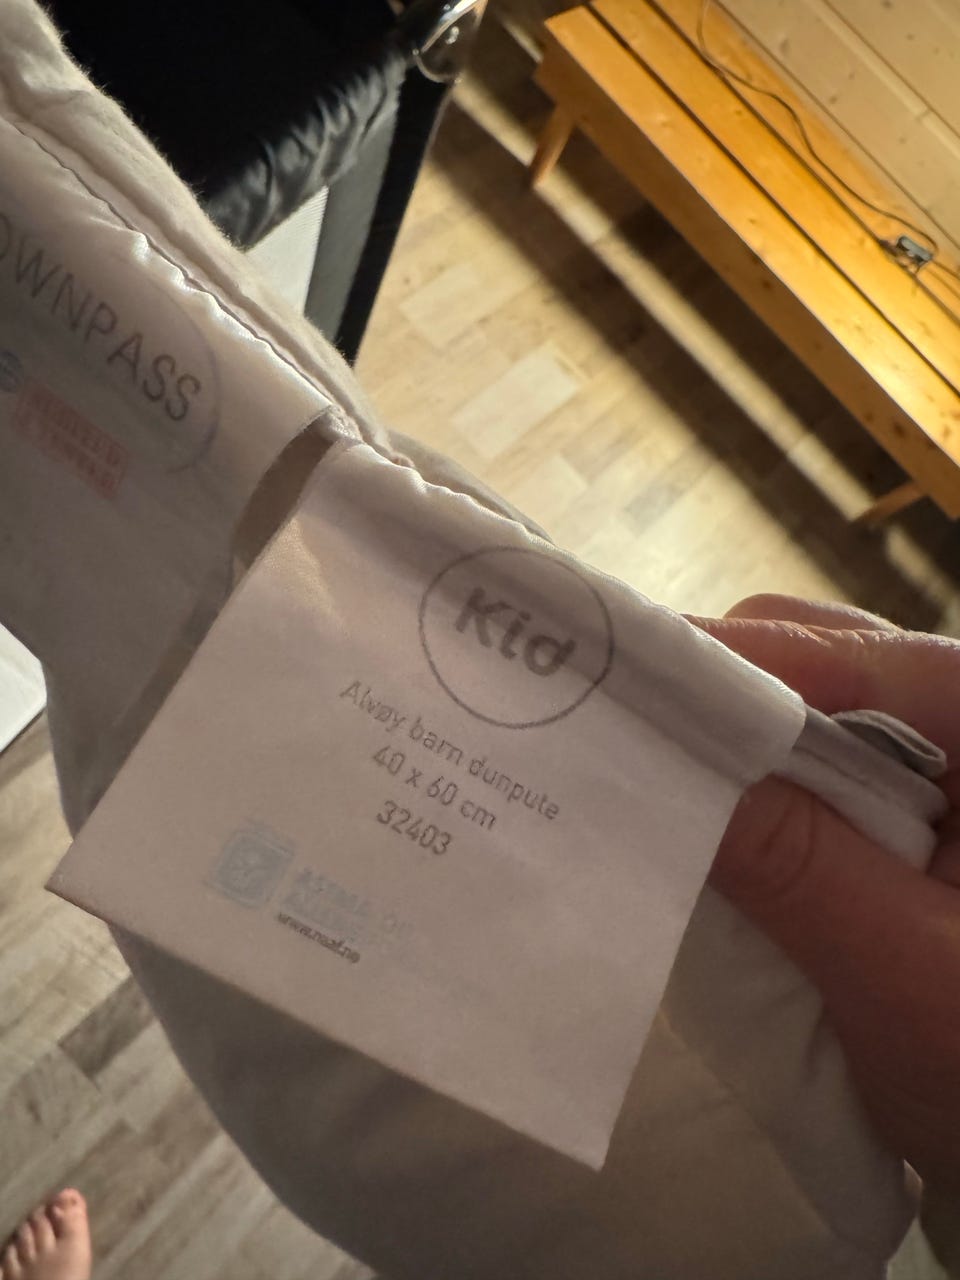 OWNPASS
Kid
Alvøy barn dunpute
40 x 60 cm
32403
www.naaf.no